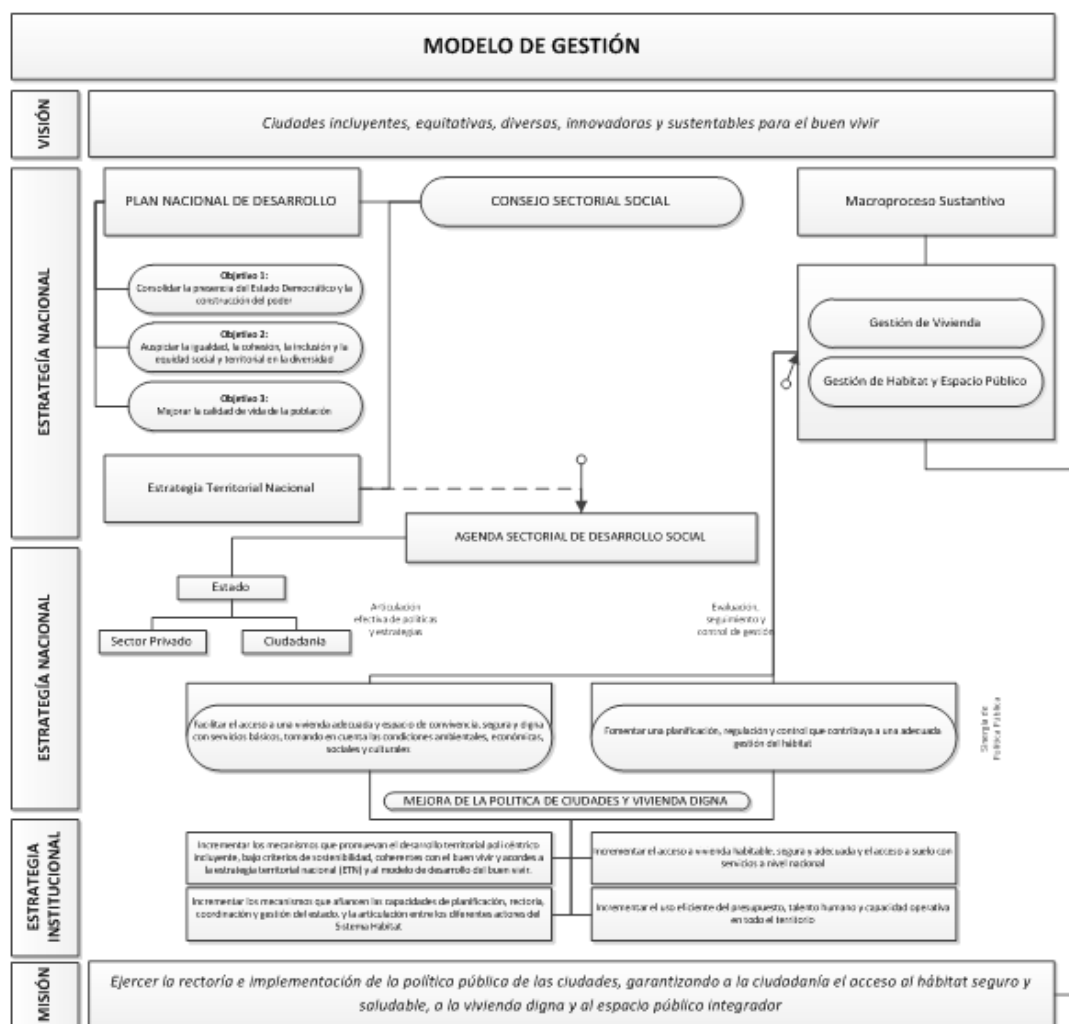 MODELO DE GESTIÓN
VISIÓN
Ciudades incluyentes, equitativas, diversas, innovadoras y sustentables para el buen vivir
ESTRATEGÍA NACIONAL
PLAN NACIONAL DE DESARROLLO
CONSEJO SECTORIAL SOCIAL
Macroproceso Sustantivo
Objetivo 1:
Consolidar la presencia del Estado Democrático y la
construcción del poder
Objetivo 2:
Auspiciar la igualdad, la cohesión, la inclusión y la
equidad social y territorial en la diversidad
Objetivo 3:
Mejorar la calidad de vida de la población
Gestión de Vivienda
Gestión de Habitat y Espacio Público
Estrategía Territorial Nacional
AGENDA SECTORIAL DE DESARROLLO SOCIAL
ESTRATEGÍA NACIONAL
Estado
Sector Privado
Ciudadanía
Articulación
efectiva de políticas
y estrategias
Evaluación,
seguimiento y
control de gestión
Facilitar el acceso a una vivienda adecuada y espacio de convivencia, segura y digna
con servicios básicos, tomando en cuenta las condiciones ambientales, económicas,
sociales y culturales
Fomentar una planificación, regulación y control que contribuya a una adecuada
gestión del hábitat
Sinergia de
Política Pública
MEJORA DE LA POLITICA DE CIUDADES Y VIVIENDA DIGNA
ESTRATEGIA
INSTITUCIONAL
Incrementar los mecanismos que promuevan el desarrollo territorial policéntrico
incluyente, bajo criterios de sostenibilidad, coherentes con el buen vivir y acordes a
la estrategia territorial nacional (ETN) y al modelo de desarrollo del buen vivir.
Incrementar el acceso a vivienda habitable, segura y adecuada y el acceso a suelo con
servicios a nivel nacional
Incrementar los mecanismos que afiancen las capacidades de planificación, rectoría,
coordinación y gestión del estado, y la articulación entre los diferentes actores del
Sistema Habitat
Incrementar el uso eficiente del presupuesto, talento humano y capacidad operativa
en todo el territorio
MISIÓN
Ejercer la rectoría e implementación de la política pública de las ciudades, garantizando a la ciudadanía el acceso al hábitat seguro y
saludable, a la vivienda digna y al espacio público integrador